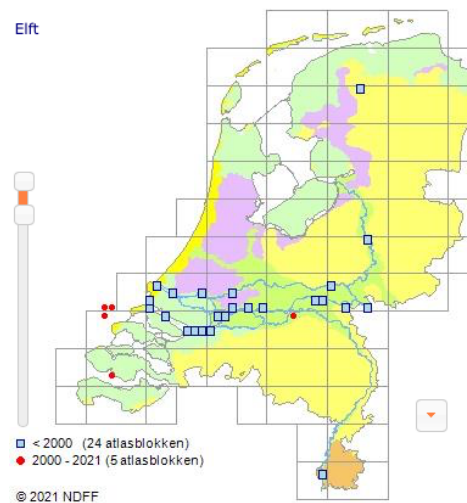 Elft
< 2000 (24 atlasblokken)
2000 - 2021 (5 atlasblokken)
© 2021 NDFF